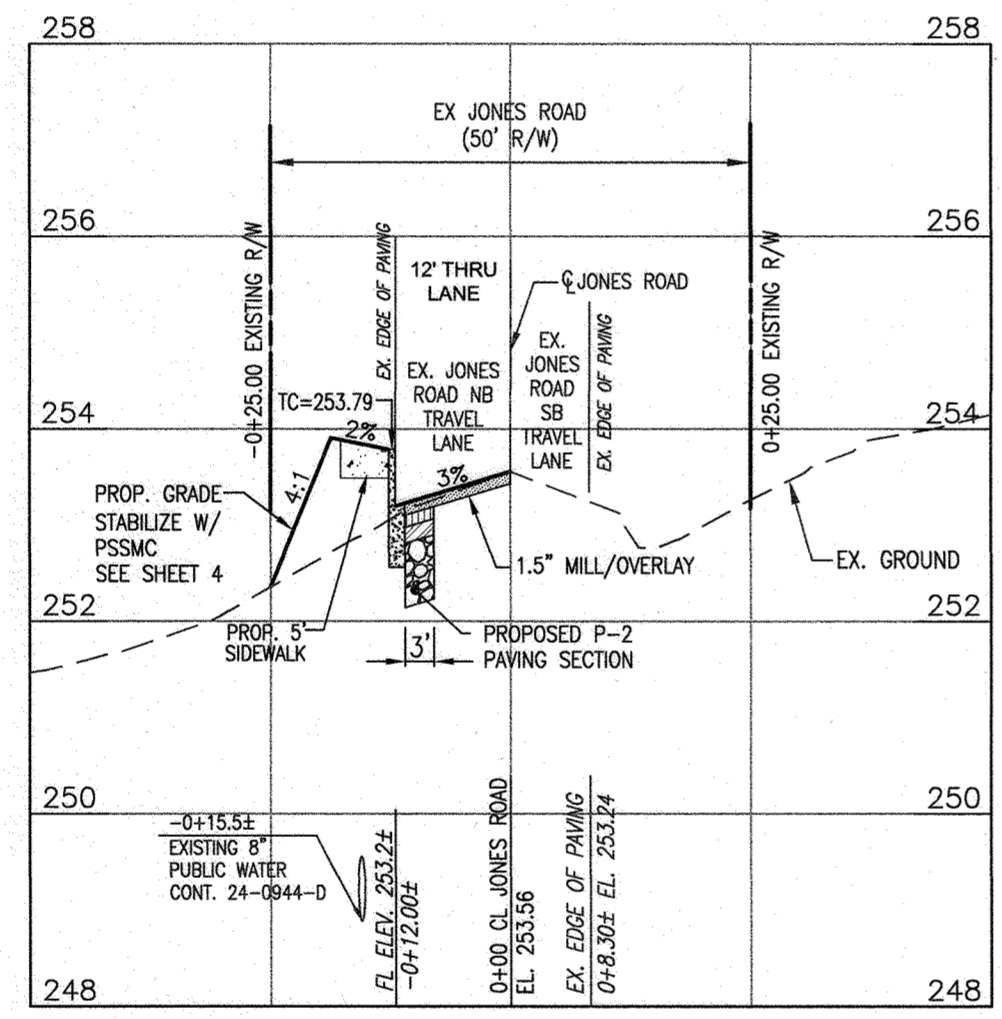 258
258
EX JONES ROAD
(50' R/W)
256
256
-0+25.00 EXISTING R/W
EX. EDGE OF PAVING
12' THRU
LANE
℄ JONES ROAD
EX.
JONES
ROAD
SB
TRAVEL
LANE
EX. EDGE OF PAVING
0+25.00 EXISTING R/W
EX. JONES
ROAD NB
TRAVEL
LANE
TC=253.79
254
254
2%
3%
4:1
PROP. GRADE
STABILIZE W/
PSSMC
SEE SHEET 4
1.5" MILL/OVERLAY
EX. GROUND
252
252
PROP. 5'
SIDEWALK
3'
PROPOSED P-2
PAVING SECTION
250
250
-0+15.5±
EXISTING 8"
PUBLIC WATER
CONT. 24-0944-D
FL ELEV. 253.2±
-0+12.00±
0+00 CL JONES ROAD
EL. 253.56
EX. EDGE OF PAVING
0+8.30± EL. 253.24
248
248